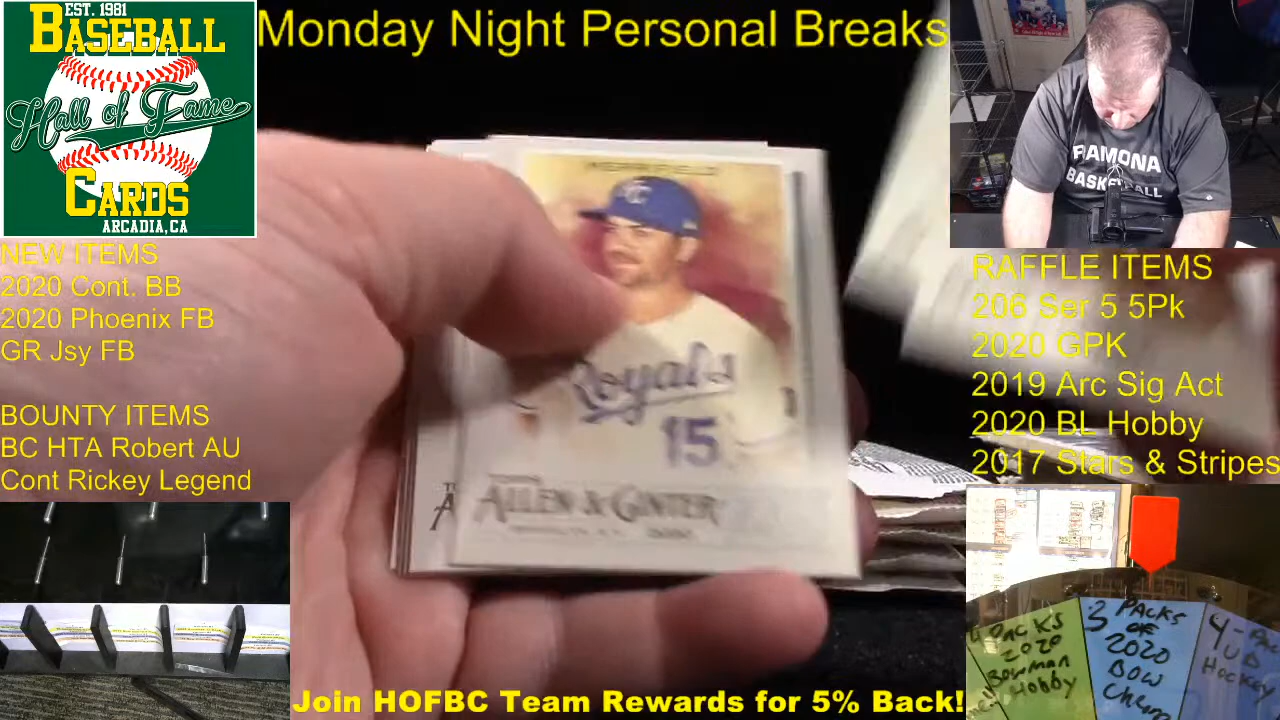 EST. 1981
BASEBALL
Hall of Fame
CARDS
ARCADIA, CA
Monday Night Personal Breaks
NEW ITEMS
2020 Cont. BB
2020 Phoenix FB
GR Jsy FB
BOUNTY ITEMS
BC HTA Robert AU
Cont Rickey Legend
KC
Royals
15
ALLEN & GINTER
RAMONA
BASKETBALL
RAFFLE ITEMS
206 Ser 5 5Pk
2020 GPK
2019 Arc Sig Act
2020 BL Hobby
2017 Stars & Stripes
PACKS
2020
BOWMAN
HOBBY
3 PACKS
OF
2020
BOW
CHROME
4-
UD
HOCKEY
Join HOFBC Team Rewards for 5% Back!